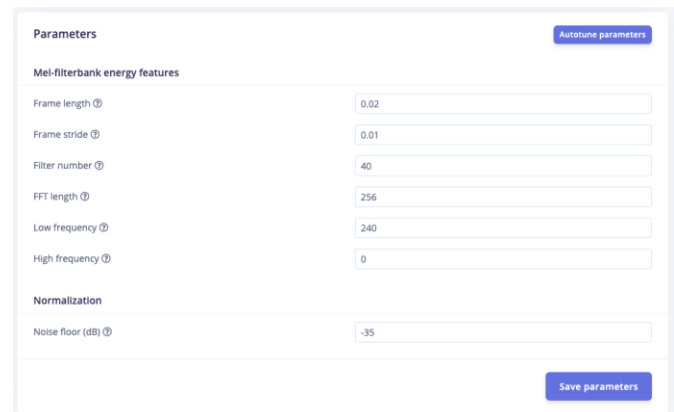 Parameters
Autotune parameters
Mel-filterbank energy features
Frame length
0.02
Frame stride
0.01
Filter number
40
FFT length
256
Low frequency
240
High frequency
0
Normalization
Noise floor (dB)
-35
Save parameters